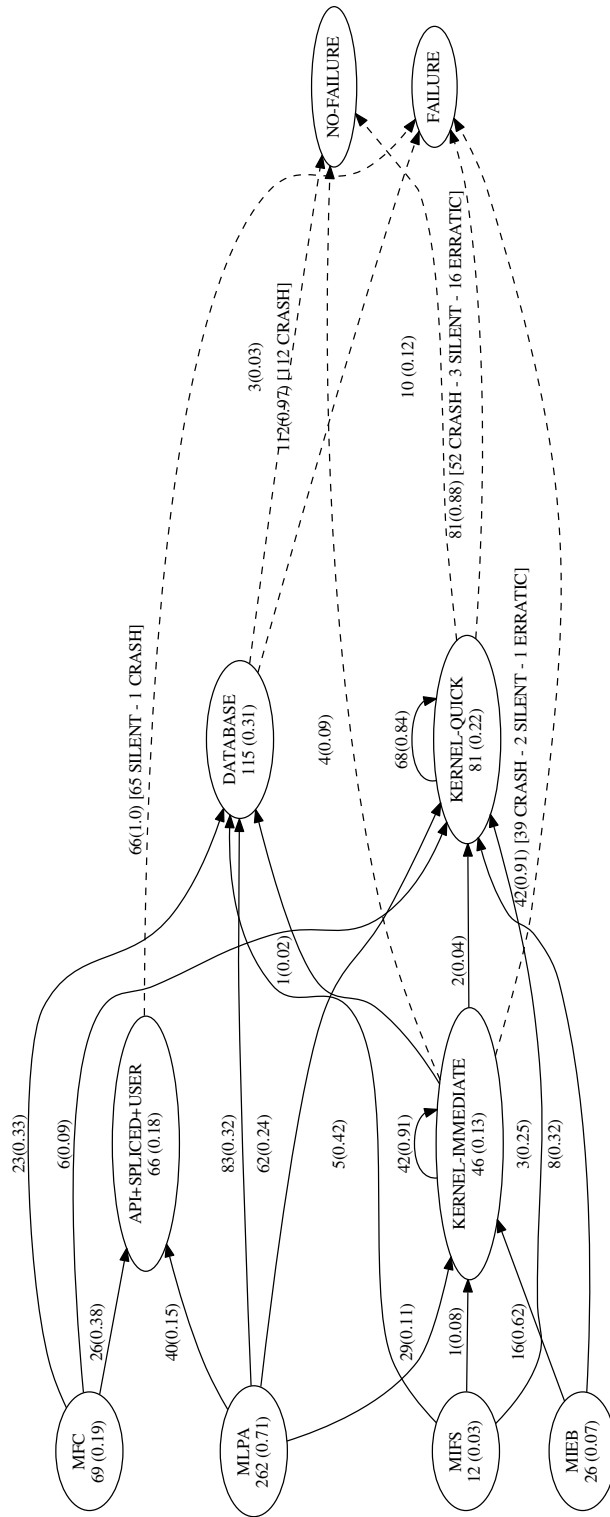 MFC
69 (0.19)
MLPA
262 (0.71)
MIFS
12 (0.03)
MIEB
26 (0.07)
23(0.33)
6(0.09)
26(0.38)
40(0.15)
83(0.32)
62(0.24)
29(0.11)
5(0.42)
1(0.08)
3(0.25)
16(0.62)
8(0.32)
API+SPLICED+USER
66 (0.18)
KERNEL-IMMEDIATE
46 (0.13)
42(0.91)
1(0.02)
2(0.04)
DATABASE
115 (0.31)
KERNEL-QUICK
81 (0.22)
68(0.84)
66(1.0) [65 SILENT - 1 CRASH]
4(0.09)
42(0.91) [39 CRASH - 2 SILENT - 1 ERRATIC]
3(0.03)
112(0.97) [112 CRASH]
10 (0.12)
81(0.88) [52 CRASH - 3 SILENT - 16 ERRATIC]
NO-FAILURE
FAILURE